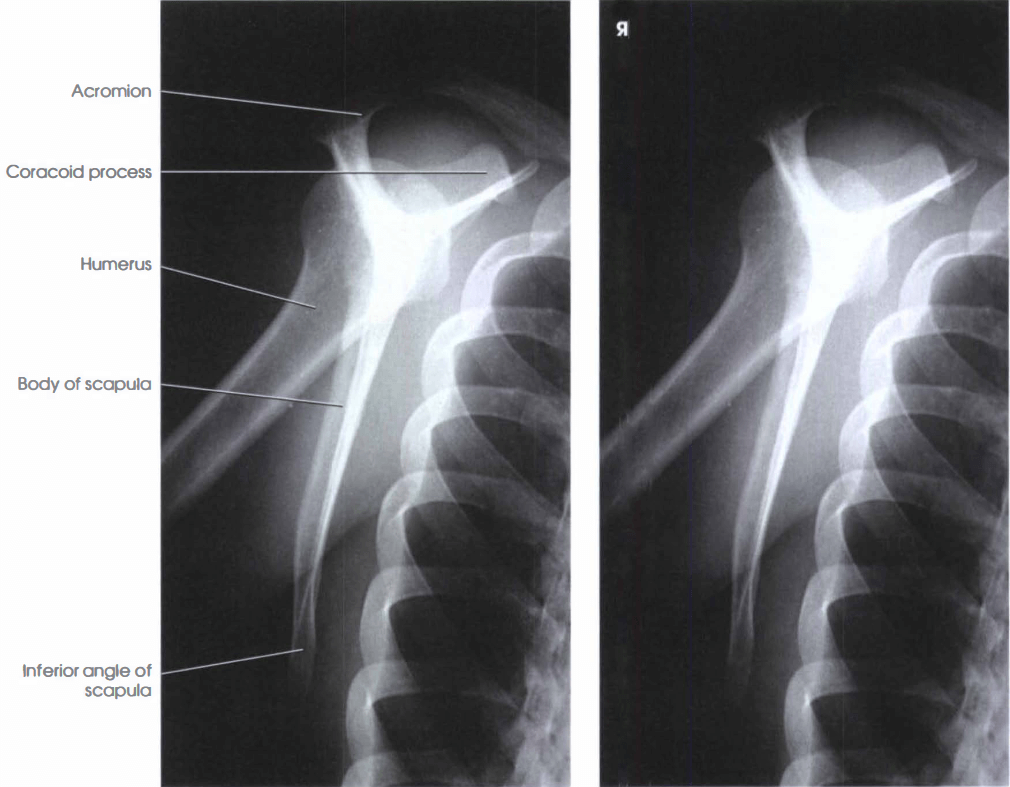 Acromion
Coracoid process
Humerus
Body of scapula
Inferior angle of
scapula
Я